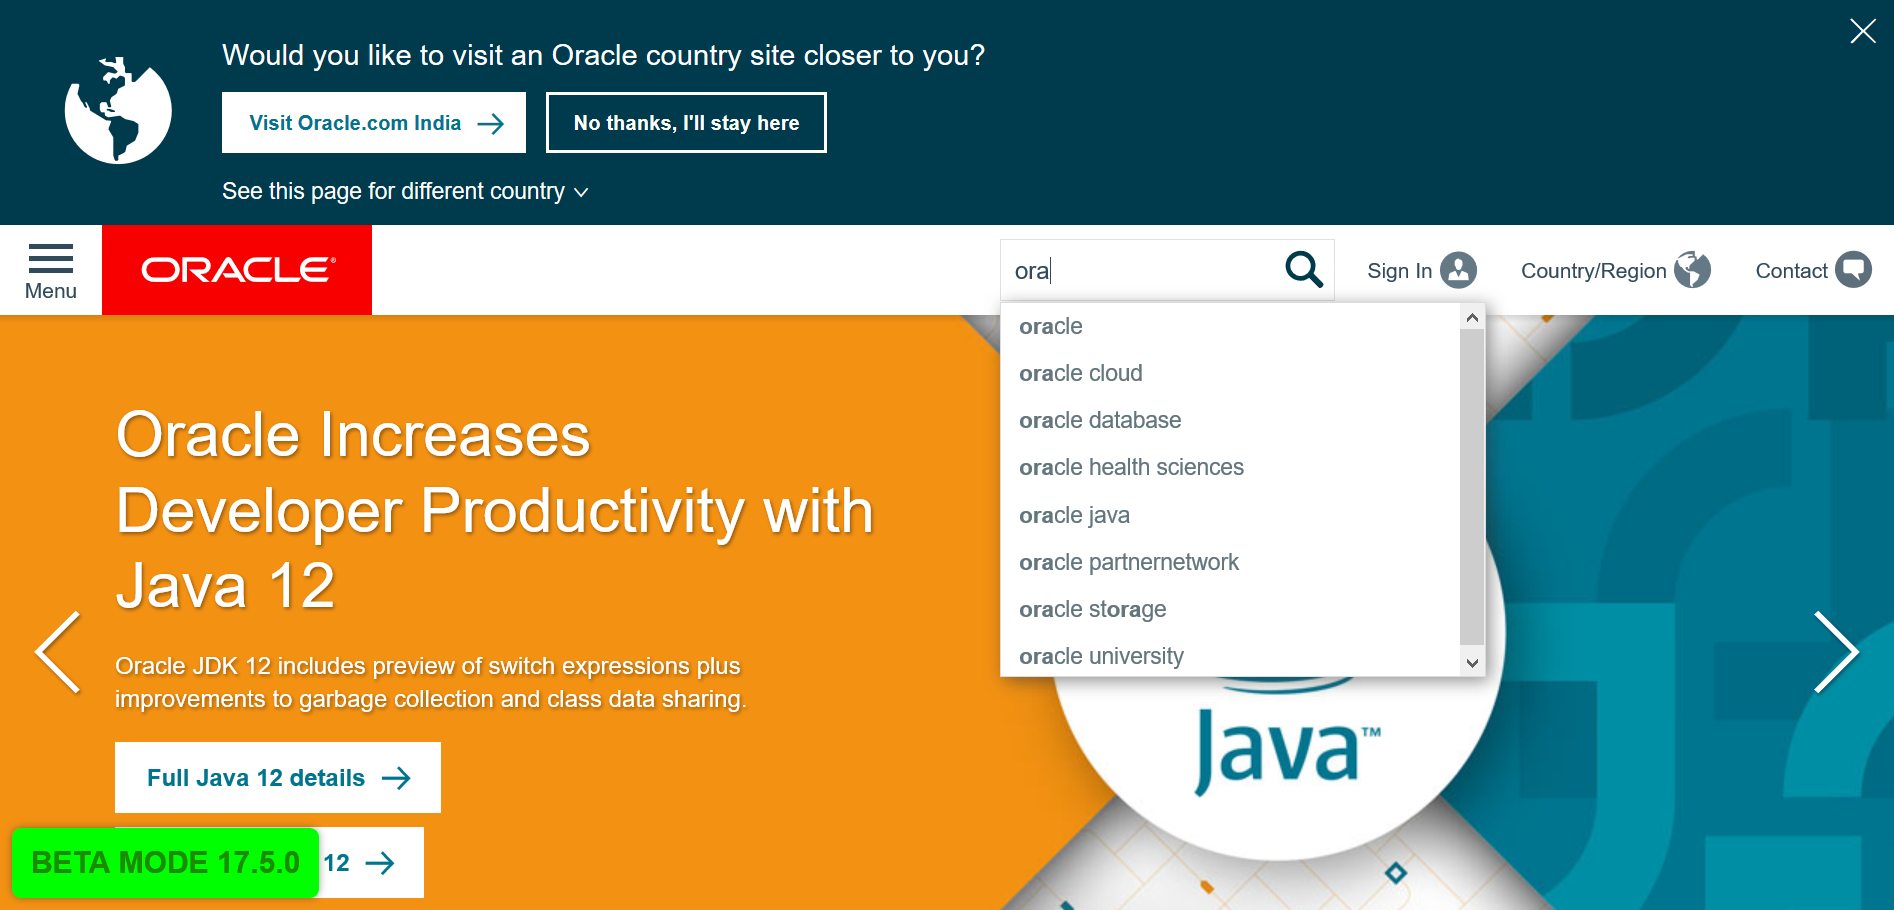 Would you like to visit an Oracle country site closer to you?
Visit Oracle.com India
No thanks, I'll stay here
See this page for different country
Menu
ORACLE®
ora
Sign In
Country/Region
Contact
oracle
oracle cloud
oracle database
oracle health sciences
oracle java
oracle partnernetwork
oracle storage
oracle university
Oracle Increases
Developer Productivity with
Java 12
Oracle JDK 12 includes preview of switch expressions plus
improvements to garbage collection and class data sharing.
Full Java 12 details
12
BETA MODE 17.5.0
Java™